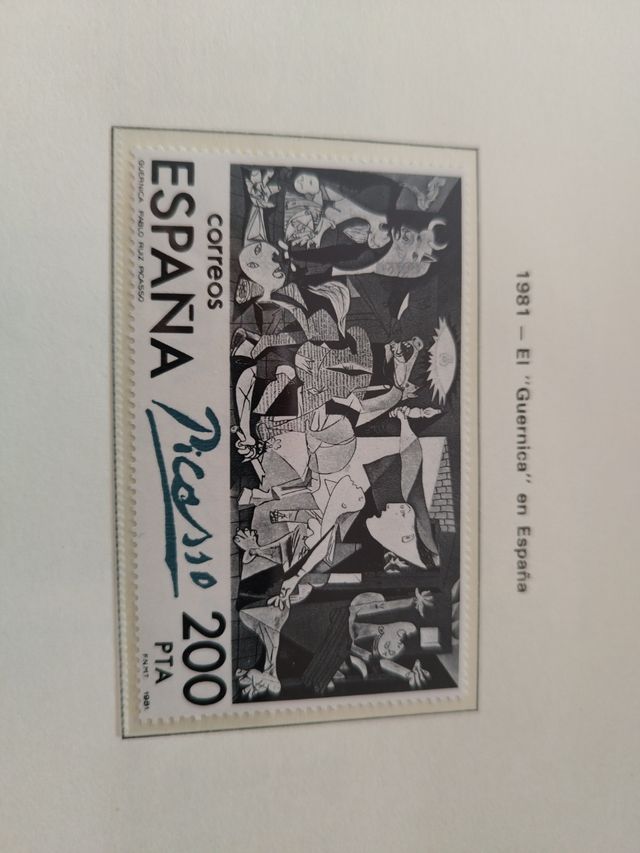 1981 – El "Guernica" en España
correos
ESPAÑA
Picasso
200
PTA
GUERNICA PABLO RUIZ PICASSO
F.N.M.T. 1981.